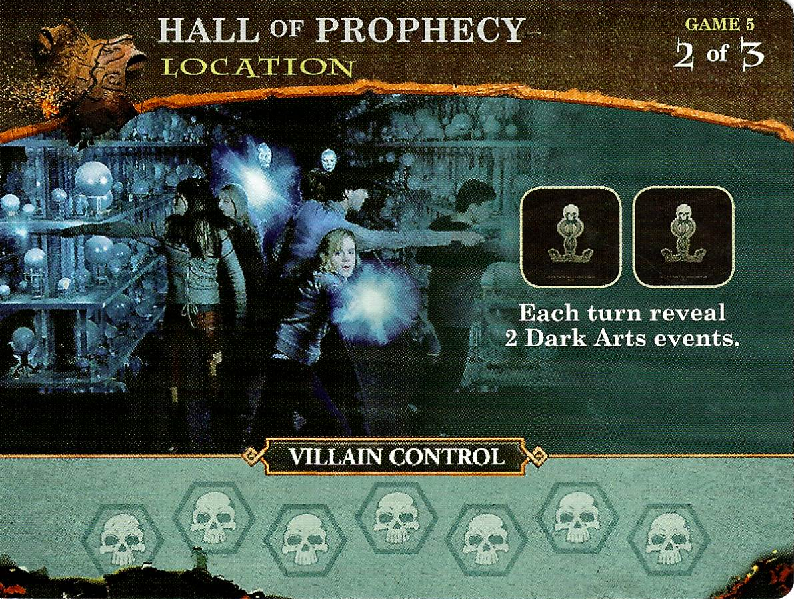 HALL OF PROPHECY
LOCATION
GAME 5
2 of 3
Each turn reveal
2 Dark Arts events.
VILLAIN CONTROL